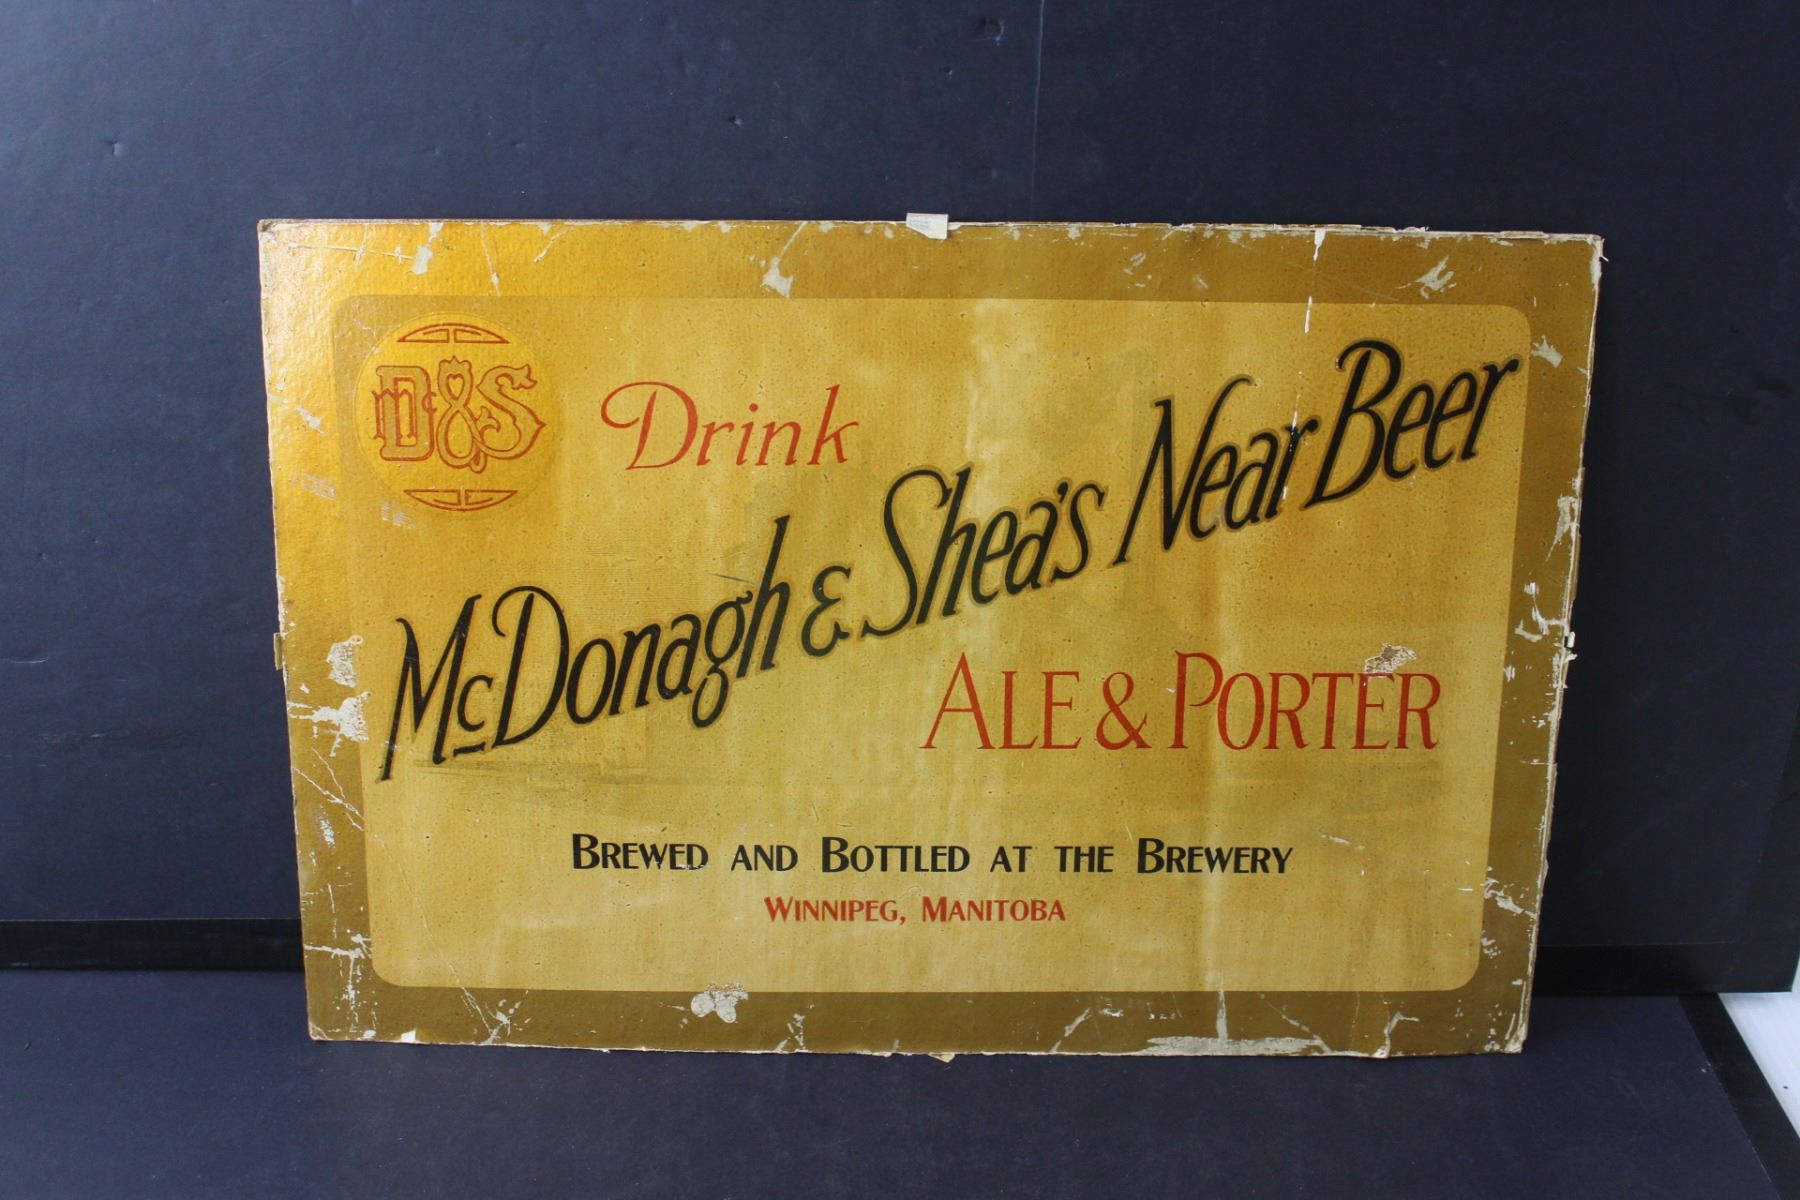 McD&S
Drink
McDonagh & Shea's Near Beer
ALE & PORTER
BREWED AND BOTTLED AT THE BREWERY
WINNIPEG, MANITOBA